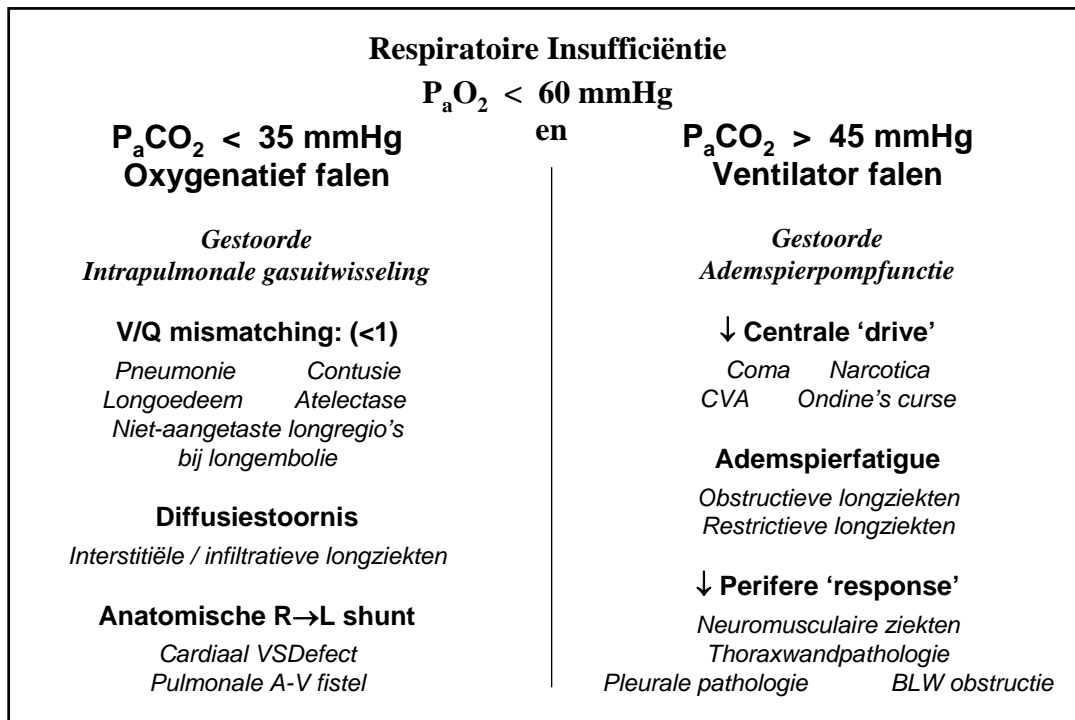 Respiratoire Insufficiëntie
PaO2 < 60 mmHg
en
PaCO2 < 35 mmHg
Oxygenatief falen
Gestoorde
Intrapulmonale gasuitwisseling
V/Q mismatching: (<1)
Pneumonie Contusie
Longoedeem Atelectase
Niet-aangetaste longregio's
bij longembolie
Diffusiestoornis
Interstitiële / infiltratieve longziekten
Anatomische R→L shunt
Cardiaal VSDefect
Pulmonale A-V fistel
PaCO2 > 45 mmHg
Ventilator falen
Gestoorde
Ademspierpompfunctie
↓ Centrale ‘drive’
Coma Narcotica
CVA Ondine's curse
Ademspierfatigue
Obstructieve longziekten
Restrictieve longziekten
↓ Perifere ‘response’
Neuromusculaire ziekten
Thoraxwandpathologie
Pleurale pathologie BLW obstructie